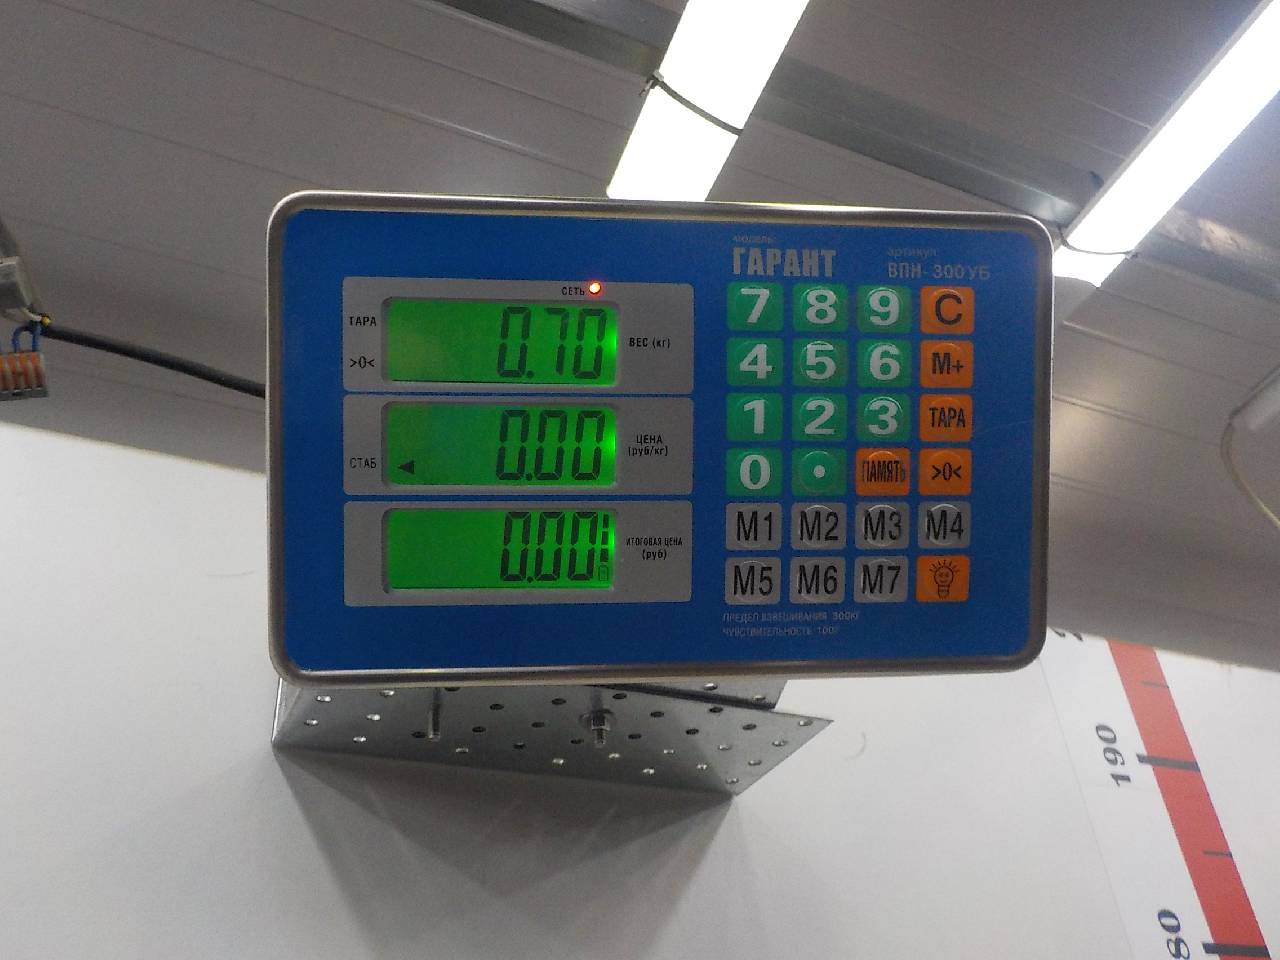 модель:
ГАРАНТ
артикул:
ВПН-300УБ
СЕТЬ
ТАРА
>0<
0.70
ВЕС (кг)
СТАБ
0.00
ЦЕНА
(руб/кг)
0.00
ИТОГОВАЯ ЦЕНА
(руб)
7 8 9 C
4 5 6 M+
1 2 3 ТАРА
0 . ПАМЯТЬ >0<
M1 M2 M3 M4
M5 M6 M7
ПРЕДЕЛ ВЗВЕШИВАНИЯ 300КГ
ЧУВСТВИТЕЛЬНОСТЬ 100Г
190
80